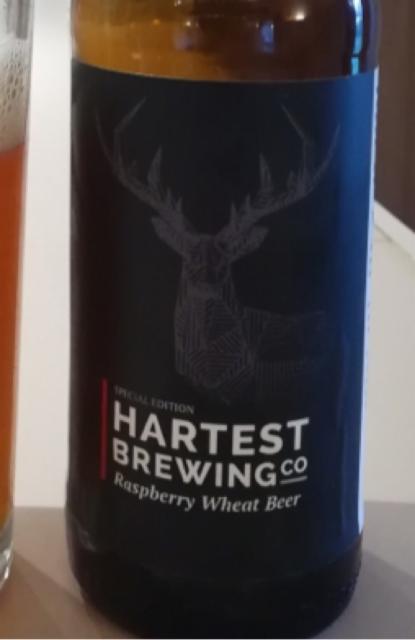 SPECIAL EDITION
HARTEST
BREWING CO
Raspberry Wheat Beer